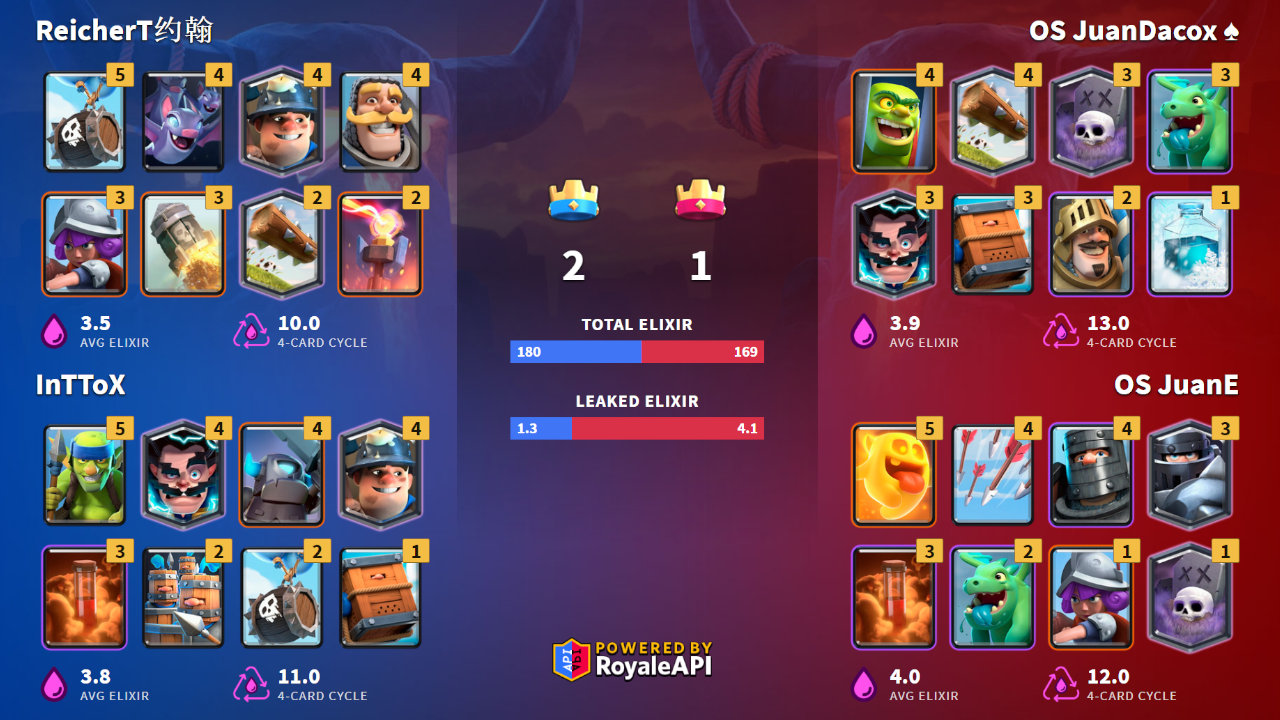 ReicherT约翰
5 4 4 4
3 3 2 2
3.5 AVG ELIXIR 10.0 4-CARD CYCLE
InTToX
5 4 4 4
3 2 2 1
3.8 AVG ELIXIR 11.0 4-CARD CYCLE
2 1
TOTAL ELIXIR
180 169
LEAKED ELIXIR
1.3 4.1
POWERED BY
API API RoyaleAPI
OS JuanDacox ♠
4 4 3 3
3 3 2 1
3.9 AVG ELIXIR 13.0 4-CARD CYCLE
OS JuanE
5 4 4 3
3 2 1 1
4.0 AVG ELIXIR 12.0 4-CARD CYCLE